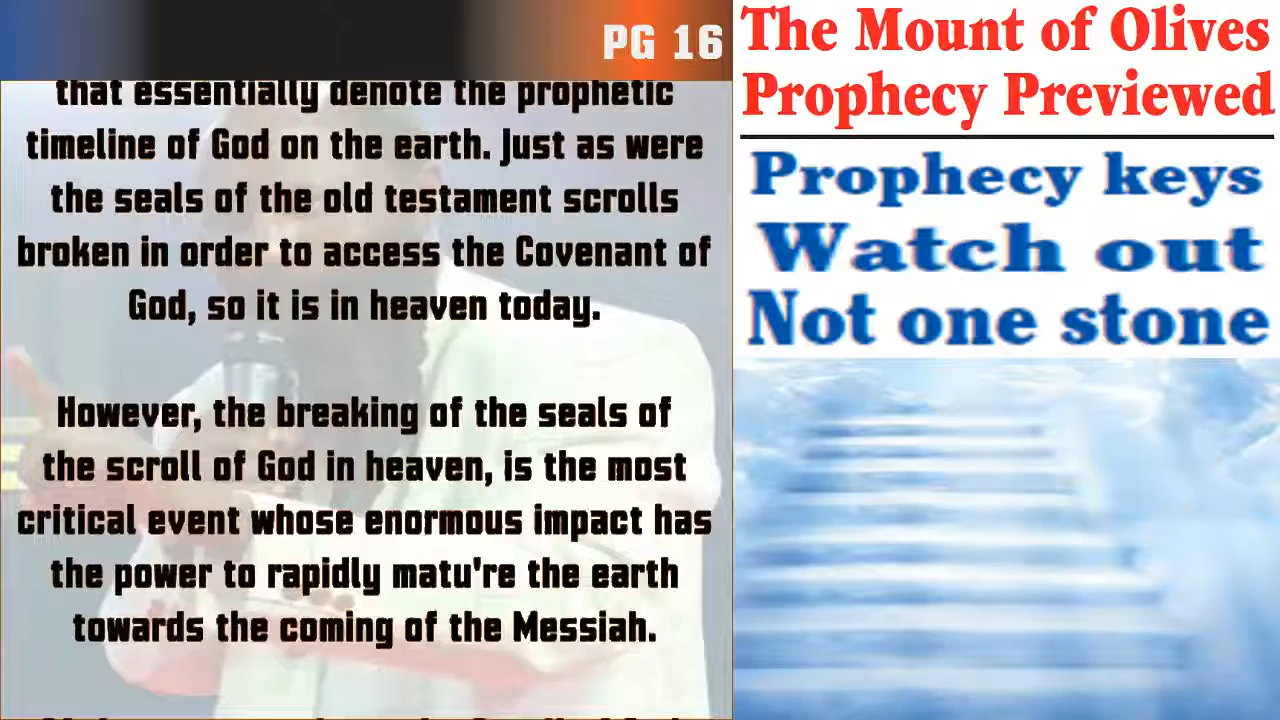 PG 16
that essentially denote the prophetic
timeline of God on the earth. Just as were
the seals of the old testament scrolls
broken in order to access the Covenant of
God, so it is in heaven today.
However, the breaking of the seals of
the scroll of God in heaven, is the most
critical event whose enormous impact has
the power to rapidly matu're the earth
towards the coming of the Messiah.
The Mount of Olives
Prophecy Previewed
Prophecy keys
Watch out
Not one stone